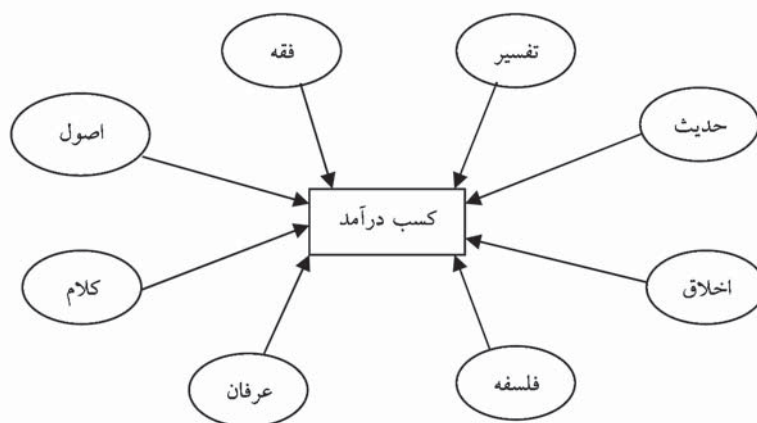 تفسیر
فقه
حدیث
اصول
کسب درآمد
اخلاق
کلام
فلسفه
عرفان